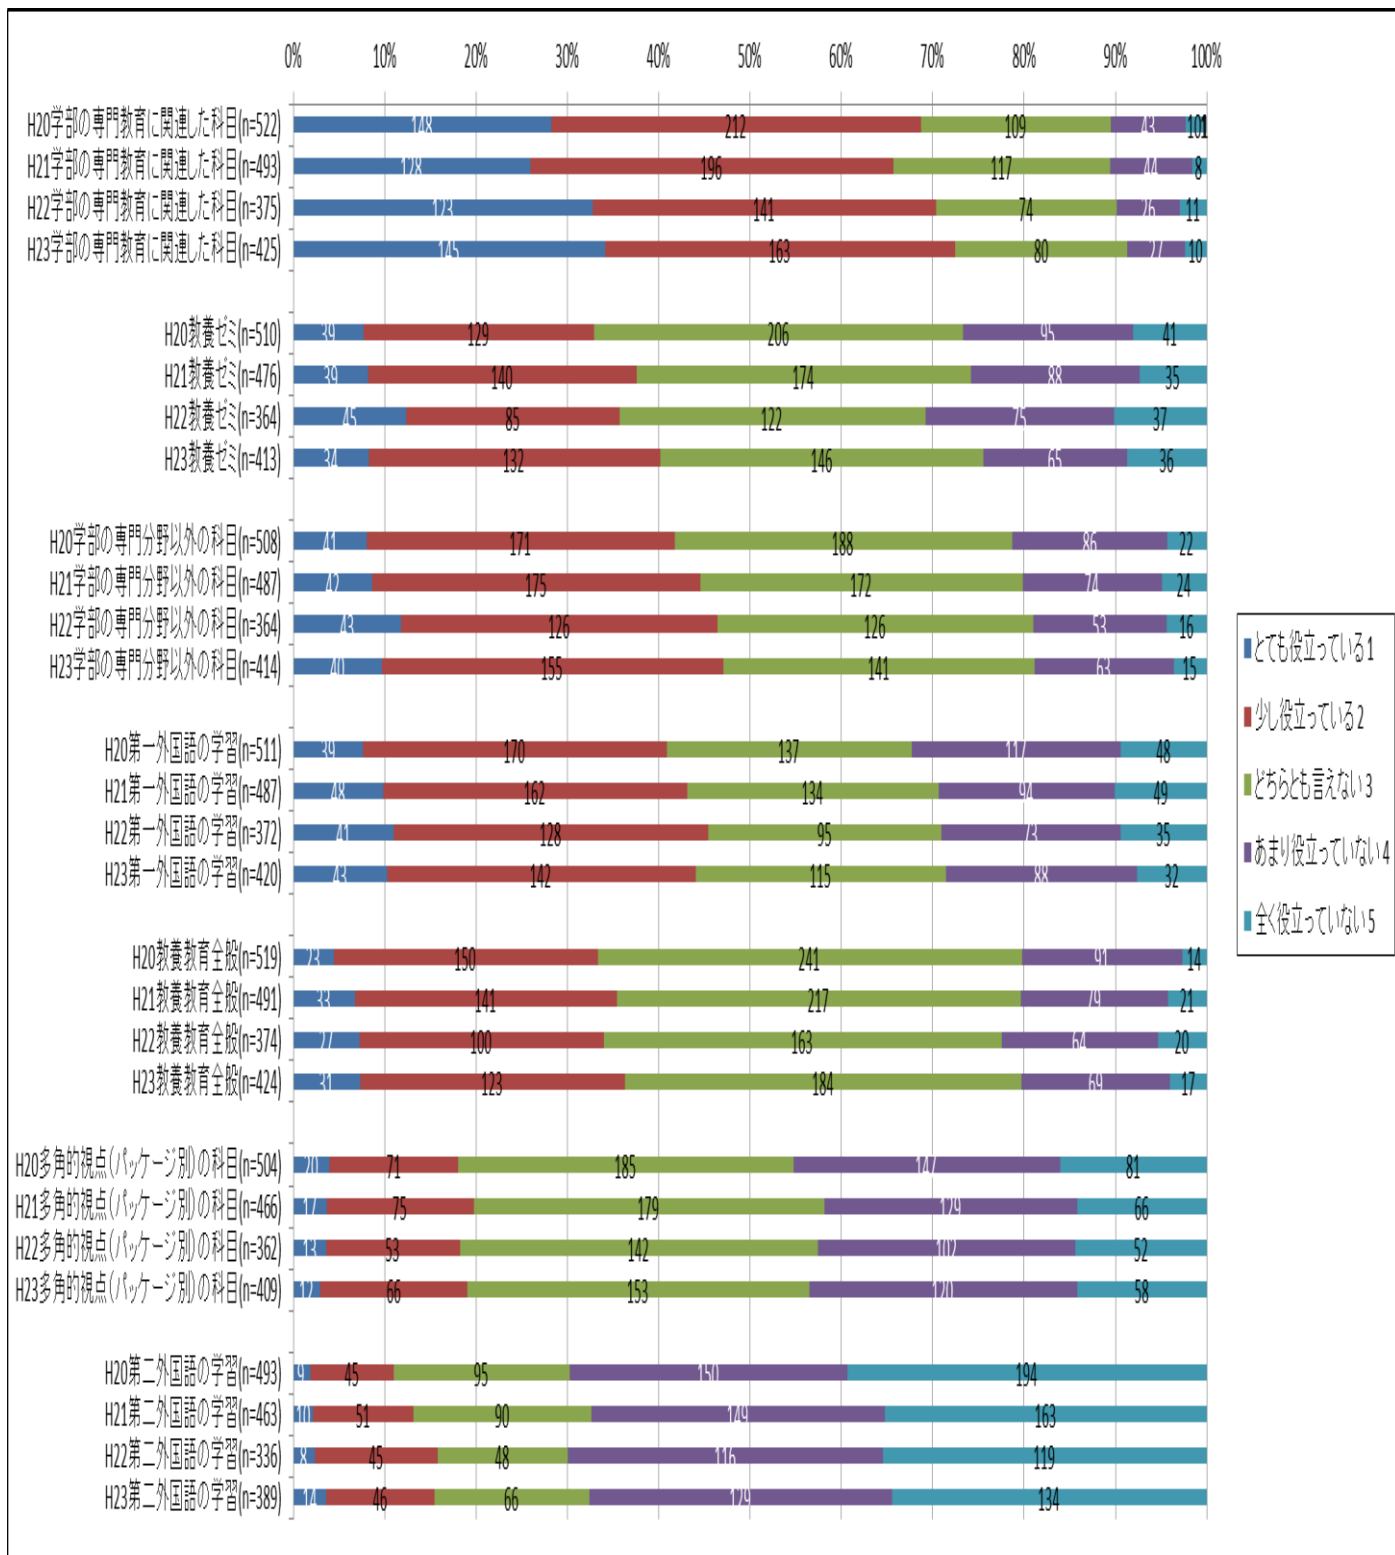 0% 10% 20% 30% 40% 50% 60% 70% 80% 90% 100%
H20学部の専門教育に関連した科目(n=522) 148 212 109 43 10
H21学部の専門教育に関連した科目(n=493) 128 196 117 44 8
H22学部の専門教育に関連した科目(n=375) 123 141 74 26 11
H23学部の専門教育に関連した科目(n=425) 145 163 80 27 10
H20教養ゼミ(n=510) 39 129 206 95 41
H21教養ゼミ(n=476) 39 140 174 88 35
H22教養ゼミ(n=364) 45 85 122 75 37
H23教養ゼミ(n=413) 34 132 146 65 36
H20学部の専門分野以外の科目(n=508) 41 171 188 86 22
H21学部の専門分野以外の科目(n=487) 42 175 172 74 24
H22学部の専門分野以外の科目(n=364) 43 126 126 53 16
H23学部の専門分野以外の科目(n=414) 40 155 141 63 15
H20第一外国語の学習(n=511) 39 170 137 117 48
H21第一外国語の学習(n=487) 48 162 134 94 49
H22第一外国語の学習(n=372) 41 128 95 73 35
H23第一外国語の学習(n=420) 43 142 115 88 32
H20教養教育全般(n=519) 23 150 241 91 14
H21教養教育全般(n=491) 33 141 217 79 21
H22教養教育全般(n=374) 27 100 163 64 20
H23教養教育全般(n=424) 31 123 184 69 17
H20多角的視点(パッケージ別)の科目(n=504) 20 71 185 147 81
H21多角的視点(パッケージ別)の科目(n=466) 17 75 179 129 66
H22多角的視点(パッケージ別)の科目(n=362) 13 53 142 102 52
H23多角的視点(パッケージ別)の科目(n=409) 12 66 153 120 58
H20第二外国語の学習(n=493) 9 45 95 150 194
H21第二外国語の学習(n=463) 10 51 90 149 163
H22第二外国語の学習(n=336) 8 45 48 116 119
H23第二外国語の学習(n=389) 14 46 66 129 134
とても役立っている1
少し役立っている2
どちらとも言えない3
あまり役立っていない4
全く役立っていない5